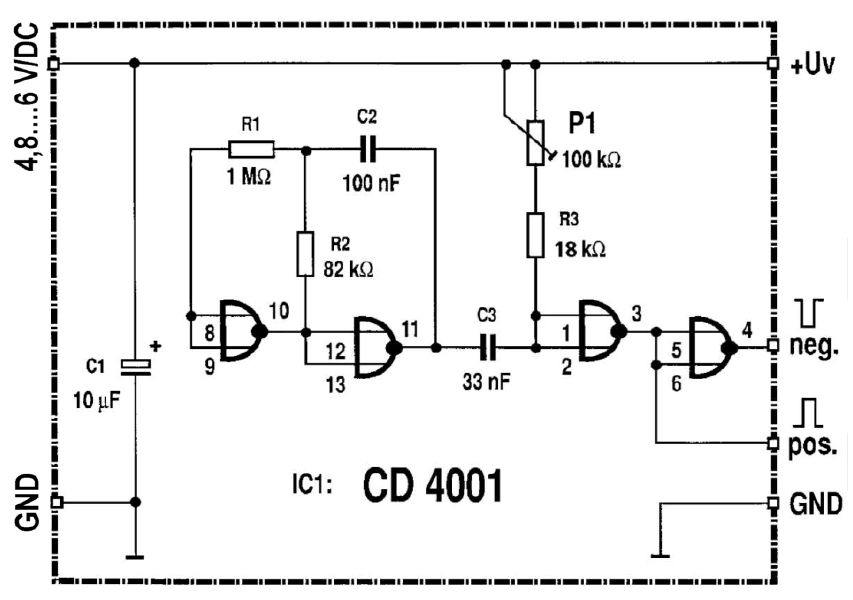 4,8....6 V/DC
+Uv
R1
1 MΩ
C2
100 nF
P1
100 kΩ
R2
82 kΩ
R3
18 kΩ
8
9
10
12
13
11
C3
33 nF
1
2
3
5
6
4
neg.
C1
+
10 µF
pos.
IC1: CD 4001
GND
GND